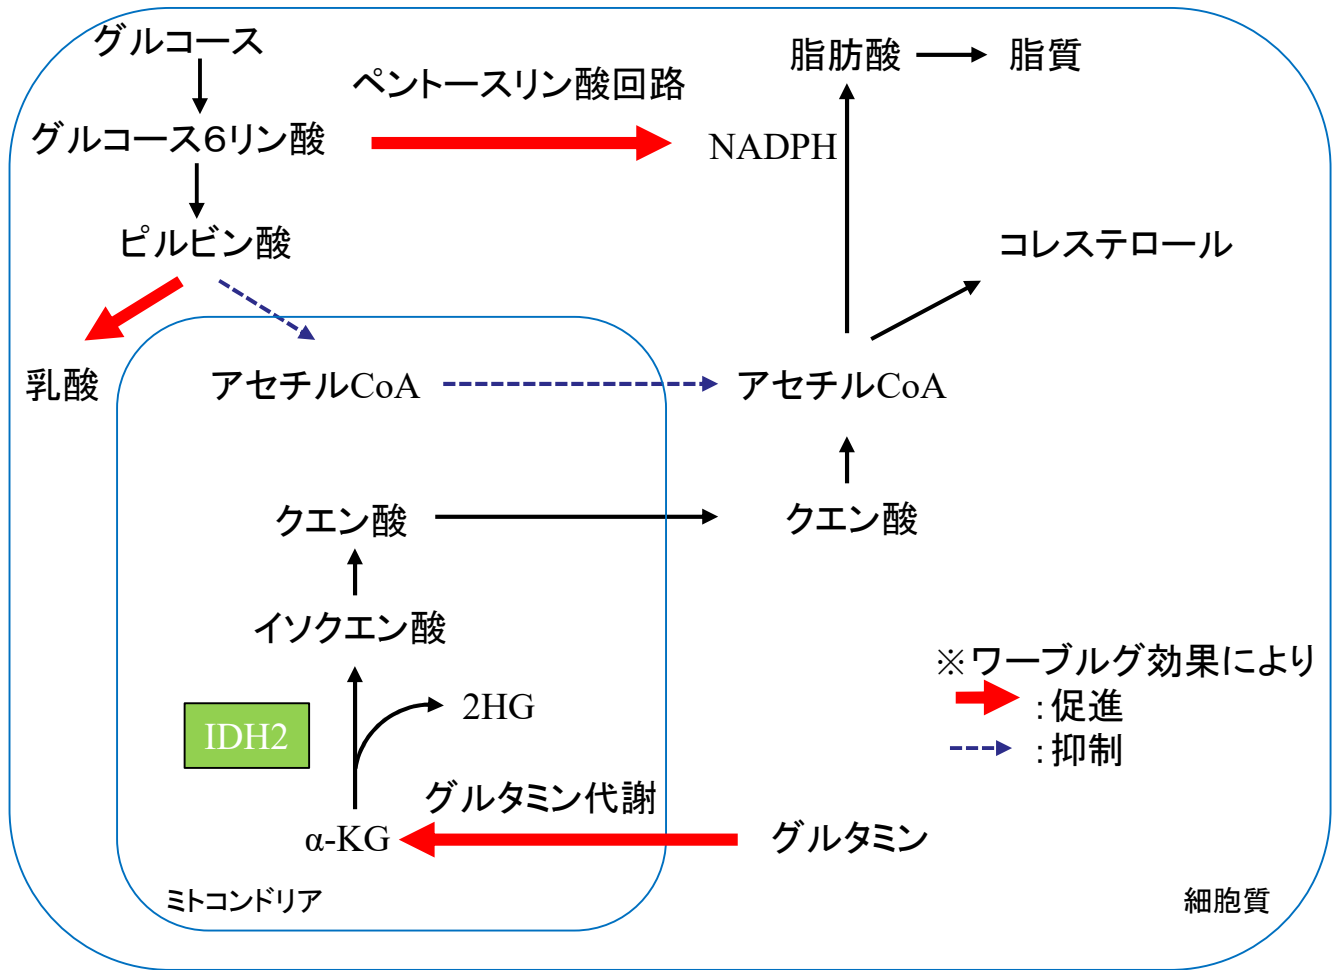 グルコース
脂肪酸
脂質
ペントースリン酸回路
グルコース6リン酸
NADPH
ピルビン酸
コレステロール
乳酸
アセチルCoA
アセチルCoA
クエン酸
クエン酸
イソクエン酸
※ワーブルグ効果により
:促進
:抑制
2HG
IDH2
グルタミン代謝
α-KG
グルタミン
ミトコンドリア
細胞質